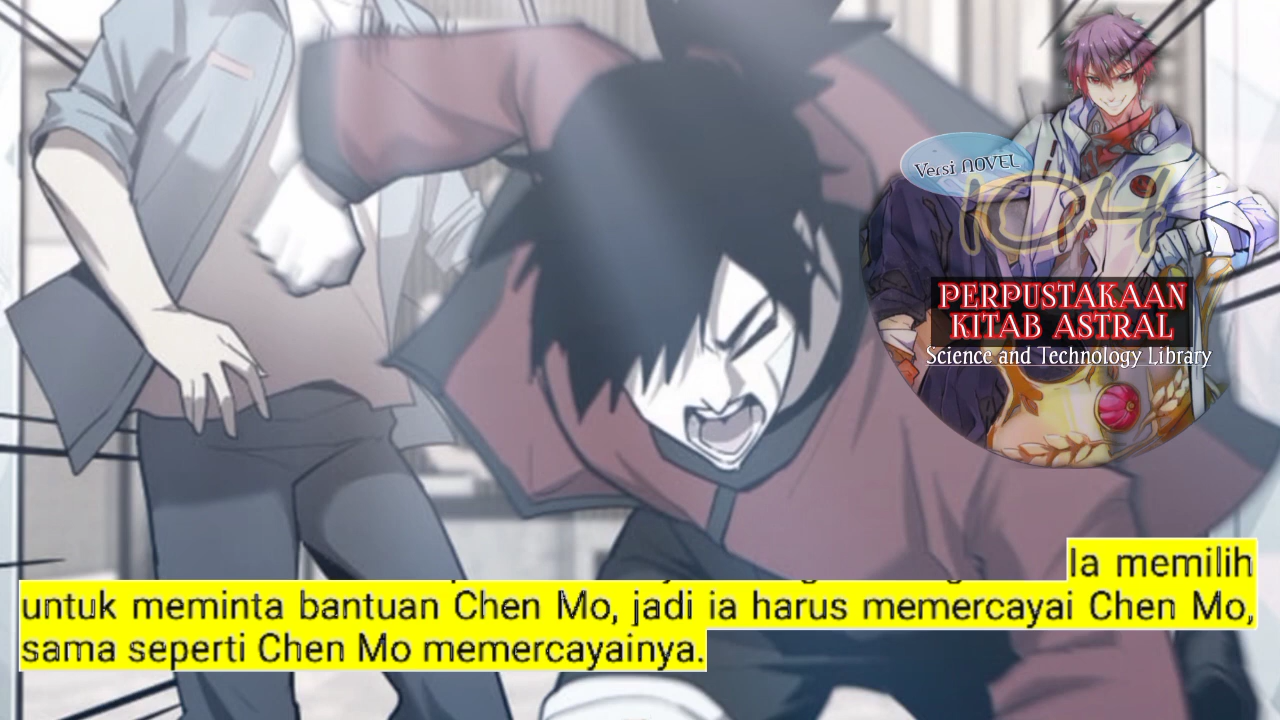 Versi NOVEL
104
PERPUSTAKAAN
KITAB ASTRAL
Science and Technology Library
Ia memilih
untuk meminta bantuan Chen Mo, jadi ia harus memercayai Chen Mo,
sama seperti Chen Mo memercayainya.